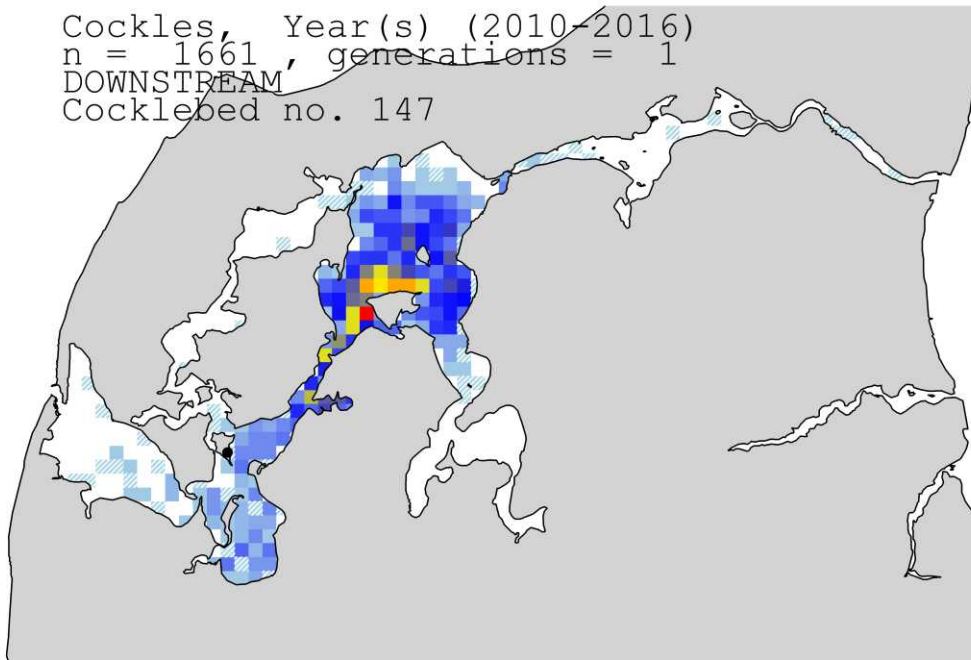 Cockles, Year(s) (2010-2016)
n = 1661 , generations = 1
DOWNSTREAM
Cocklebed no. 147